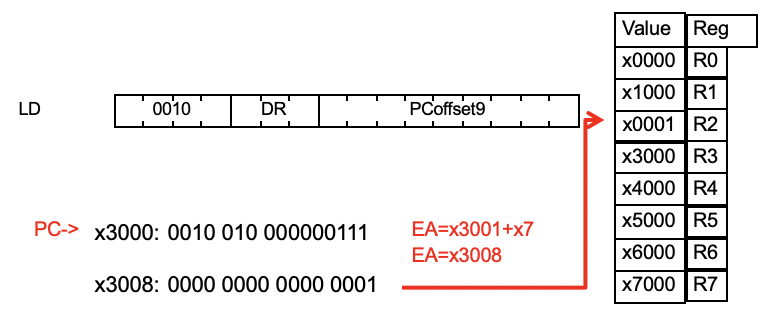 Value Reg
x0000 R0
x1000 R1
LD 0010 DR PCoffset9
x0001 R2
x3000 R3
x4000 R4
PC-> x3000: 0010 010 000000111 EA=x3001+x7
x5000 R5
EA=x3008
x6000 R6
x3008: 0000 0000 0000 0001
x7000 R7